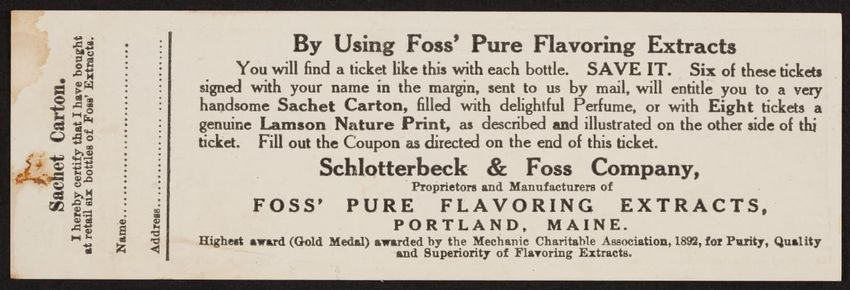 Sachet Carton.
I hereby certify that I have bought
at retail six bottles of Foss' Extracts.
Name
Address
By Using Foss' Pure Flavoring Extracts
You will find a ticket like this with each bottle. SAVE IT. Six of these tickets
signed with your name in the margin, sent to us by mail, will entitle you to a very
handsome Sachet Carton, filled with delightful Perfume, or with Eight tickets a
genuine Lamson Nature Print, as described and illustrated on the other side of thi
ticket. Fill out the Coupon as directed on the end of this ticket.
Schlotterbeck & Foss Company,
Proprietors and Manufacturers of
FOSS' PURE FLAVORING EXTRACTS,
PORTLAND, MAINE.
Highest award (Gold Medal) awarded by the Mechanic Charitable Association, 1892, for Purity, Quality
and Superiority of Flavoring Extracts.